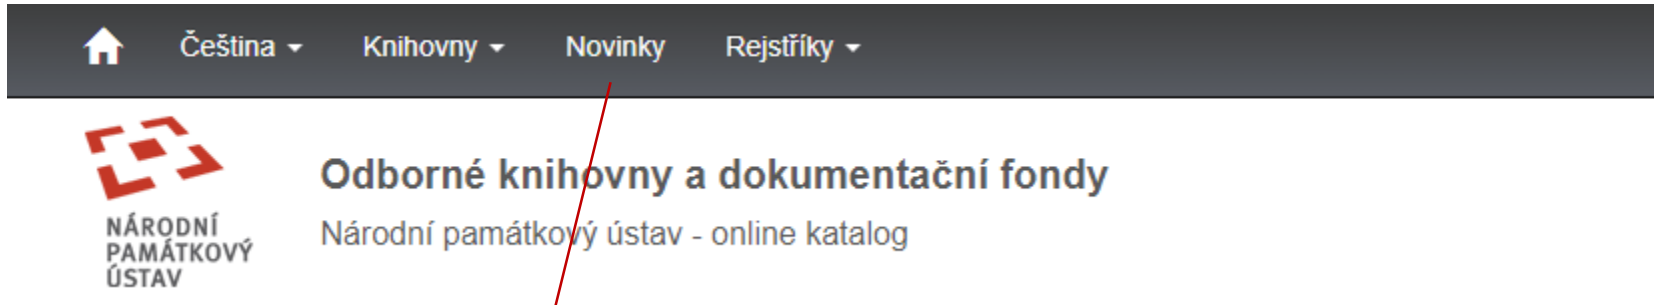 Čeština Knihovny Novinky Rejstříky
Odborné knihovny a dokumentační fondy
Národní památkový ústav - online katalog
NÁRODNÍ
PAMÁTKOVÝ
ÚSTAV